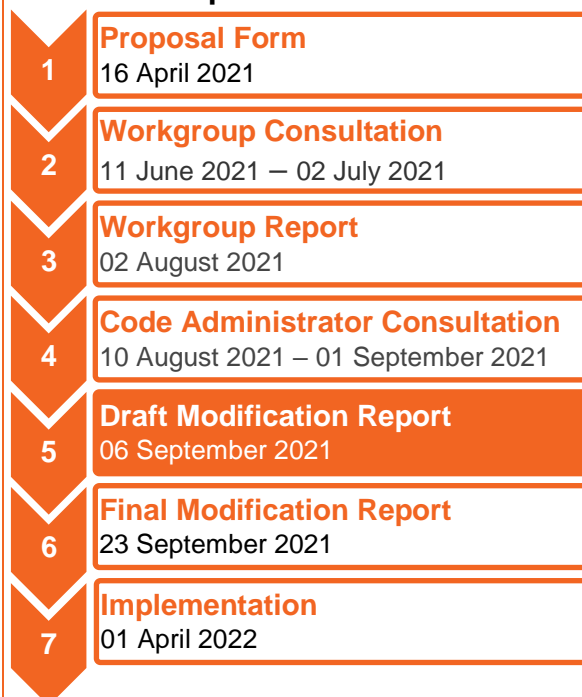 1
Proposal Form
16 April 2021
2
Workgroup Consultation
11 June 2021 – 02 July 2021
3
Workgroup Report
02 August 2021
4
Code Administrator Consultation
10 August 2021 – 01 September 2021
5
Draft Modification Report
06 September 2021
6
Final Modification Report
23 September 2021
7
Implementation
01 April 2022